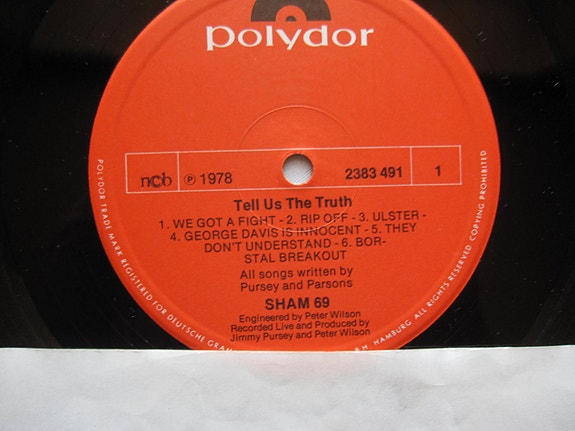 polydor
ncb ℗ 1978 2383 491 1
Tell Us The Truth
1. WE GOT A FIGHT - 2. RIP OFF - 3. ULSTER -
4. GEORGE DAVIS IS INNOCENT - 5. THEY
DON'T UNDERSTAND - 6. BOR-
STAL BREAKOUT
All songs written by
Pursey and Parsons
SHAM 69
Engineered by Peter Wilson
Recorded Live and Produced by
Jimmy Pursey and Peter Wilson
POLYDOR TRADE MARK REGISTERED FOR DEUTSCHE GRA
HAMBURG. ALL RIGHTS RESERVED. COPYING PROHIBITED